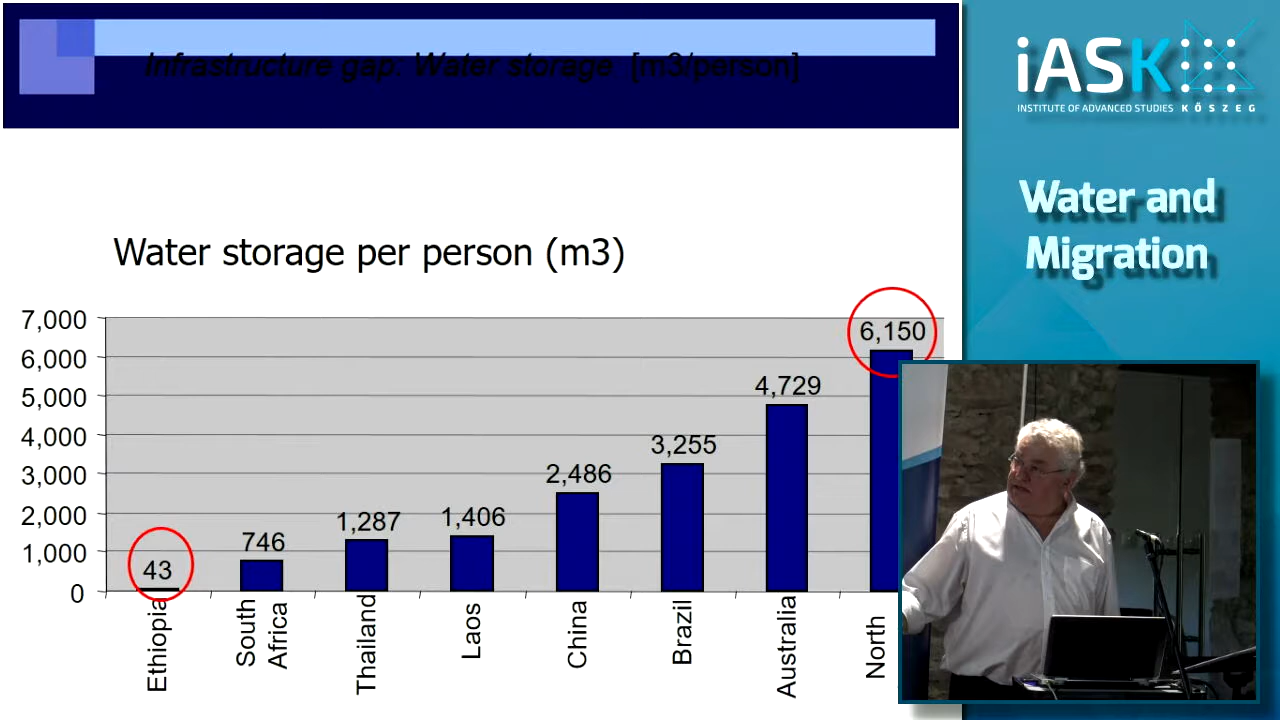 Infrastructure gap: Water storage [m3/person]
iASK
INSTITUTE OF ADVANCED STUDIES KŐSZEG
Water and
Migration
Water storage per person (m3)
7,000
6,000
5,000
4,000
3,000
2,000
1,000
0
43
746
1,287
1,406
2,486
3,255
4,729
6,150
Ethiopia
South
Africa
Thailand
Laos
China
Brazil
Australia
North